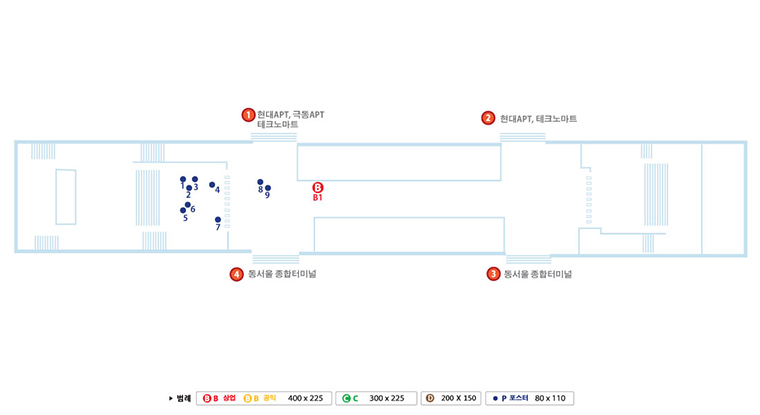 1 현대APT, 극동APT
테크노마트
2 현대APT, 테크노마트
1 3
2
4
8
9
B
B1
6
5
7
4 동서울 종합터미널
3 동서울 종합터미널
▶ 범례 B B 상업 B B 공익 400 x 225 C C 300 x 225 D 200 X 150 P 포스터 80 x 110